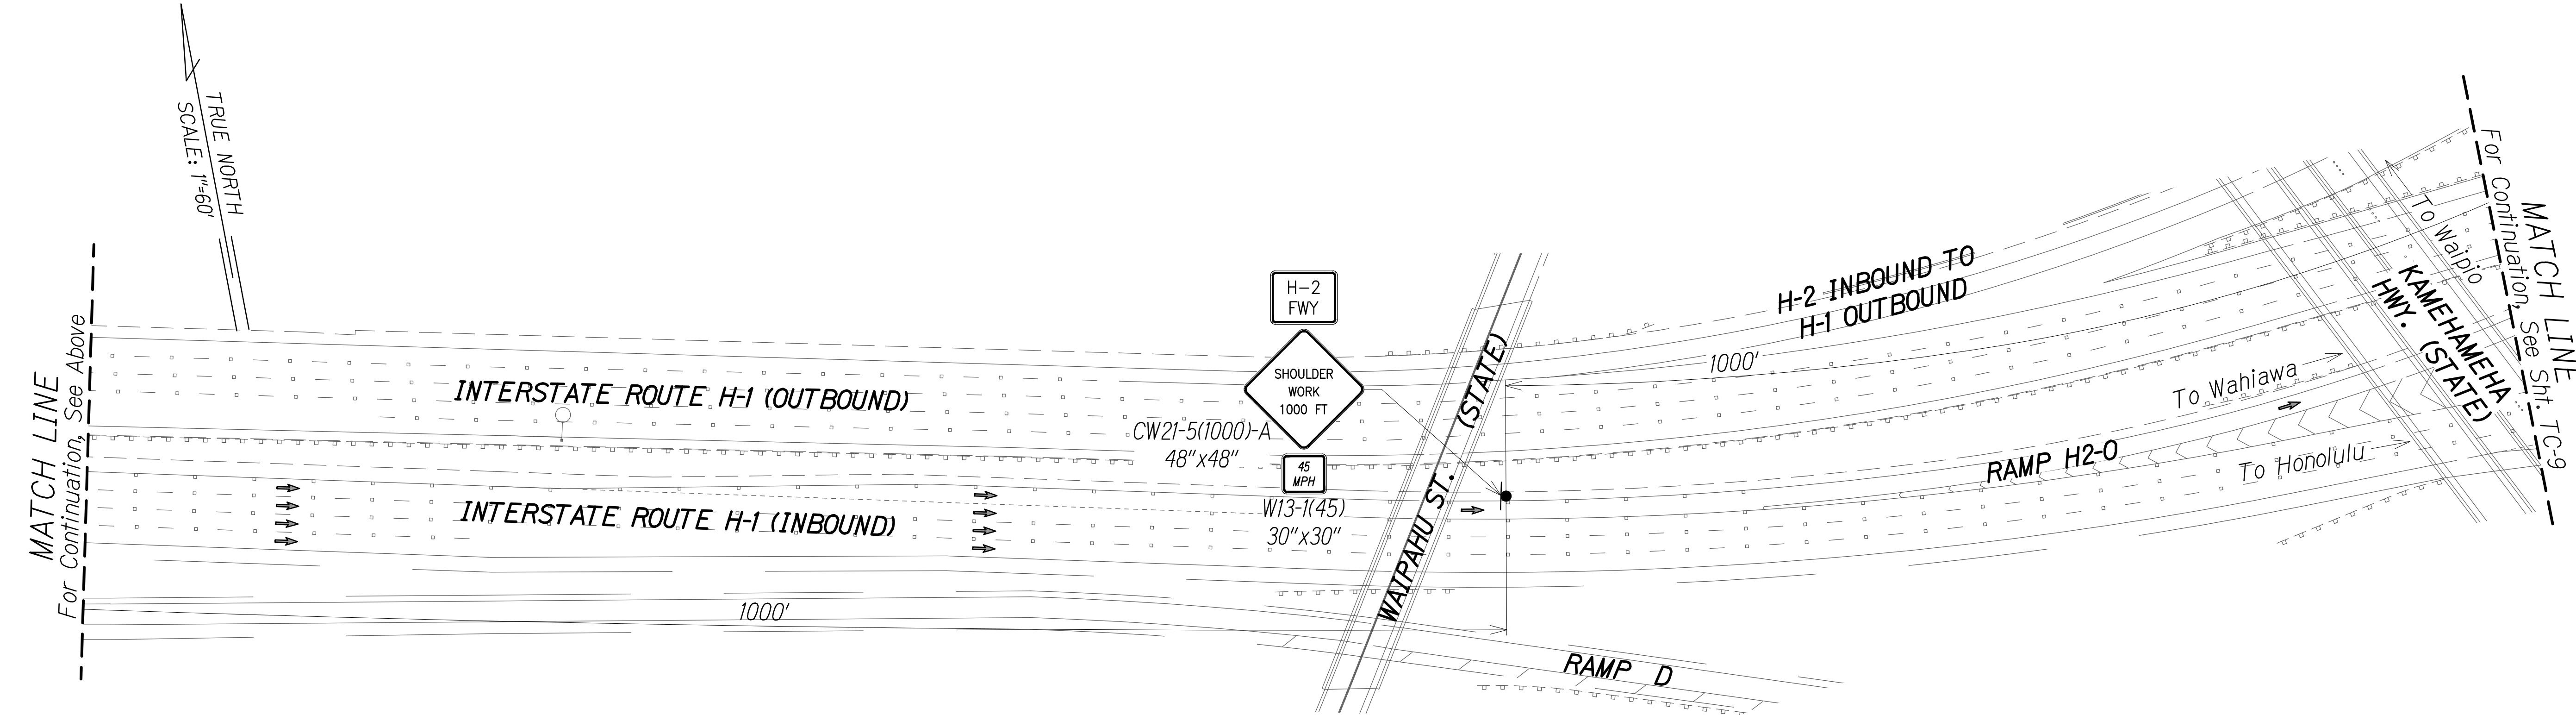 TRUE NORTH
SCALE: 1"=60'
MATCH LINE
For Continuation, See Above
INTERSTATE ROUTE H-1 (OUTBOUND)
INTERSTATE ROUTE H-1 (INBOUND)
1000'
H-2
FWY
SHOULDER
WORK
1000 FT
CW21-5(1000)-A
48"x48"
45
MPH
W13-1(45)
30"x30"
WAIPAHU ST. (STATE)
RAMP D
1000'
H-2 INBOUND TO
H-1 OUTBOUND
RAMP H2-O
To Wahiawa
To Honolulu
To Waipio
KAMEHAMEHA
HWY. (STATE)
MATCH LINE
For Continuation, See Sht. TC-9